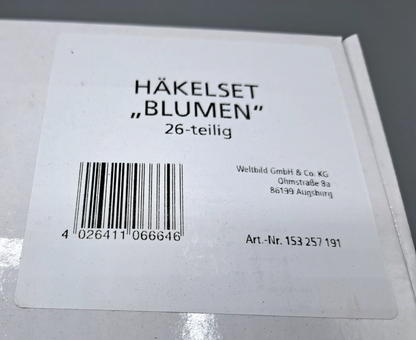 HÄKELSET
„BLUMEN”
26-teilig
Weltbild GmbH & Co. KG
Ohmstraße 8a
86199 Augsburg
4 026411 066646
Art.-Nr. 153 257 191